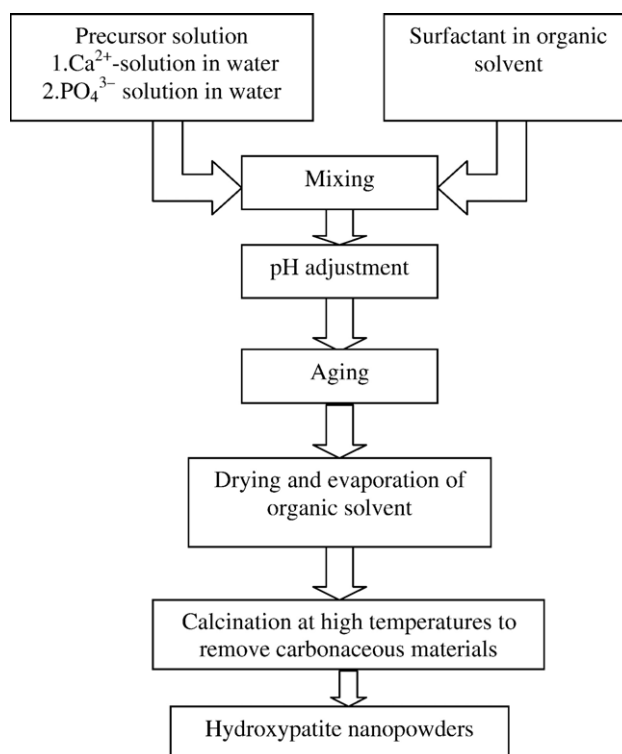 Precursor solution
1.Ca²⁺-solution in water
2.PO₄³⁻ solution in water
Surfactant in organic
solvent
Mixing
pH adjustment
Aging
Drying and evaporation of
organic solvent
Calcination at high temperatures to
remove carbonaceous materials
Hydroxypatite nanopowders